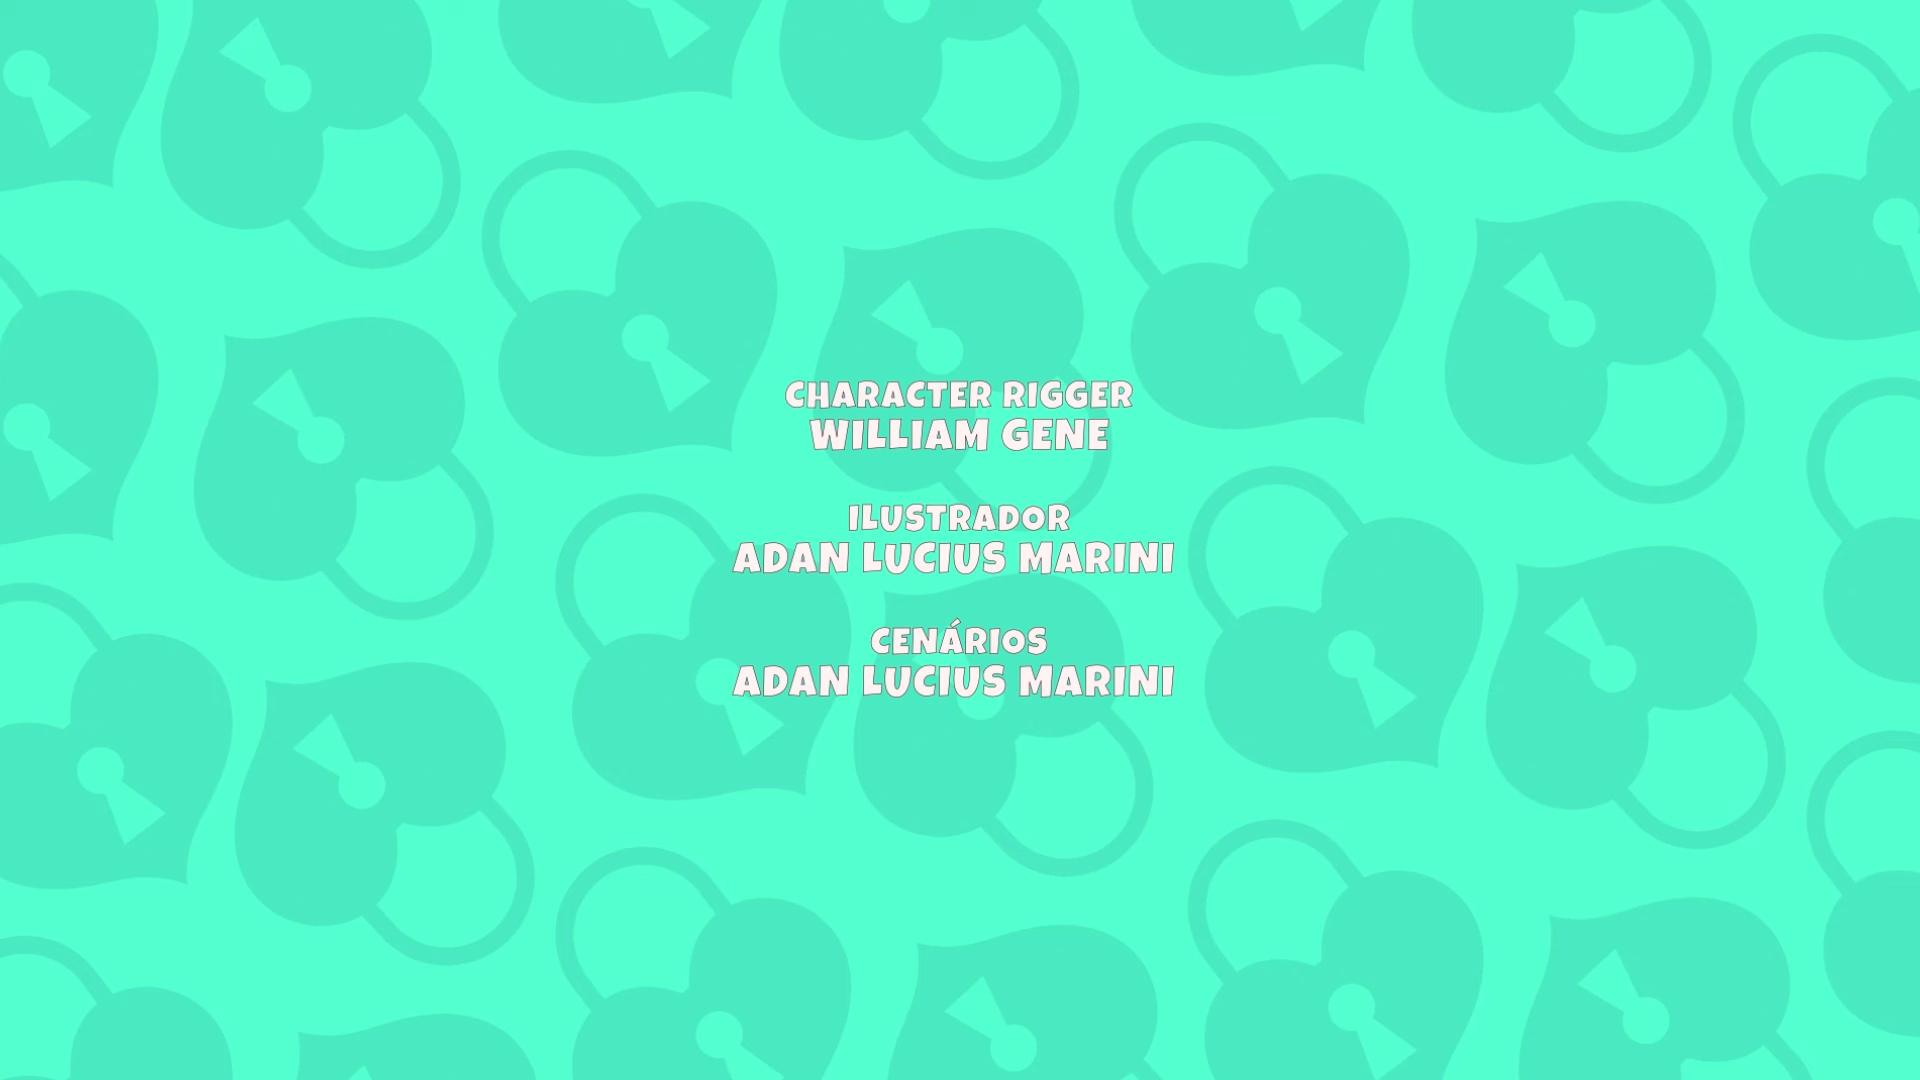 CHARACTER RIGGER
WILLIAM GENE
ILUSTRADOR
ADAN LUCIUS MARINI
CENÁRIOS
ADAN LUCIUS MARINI